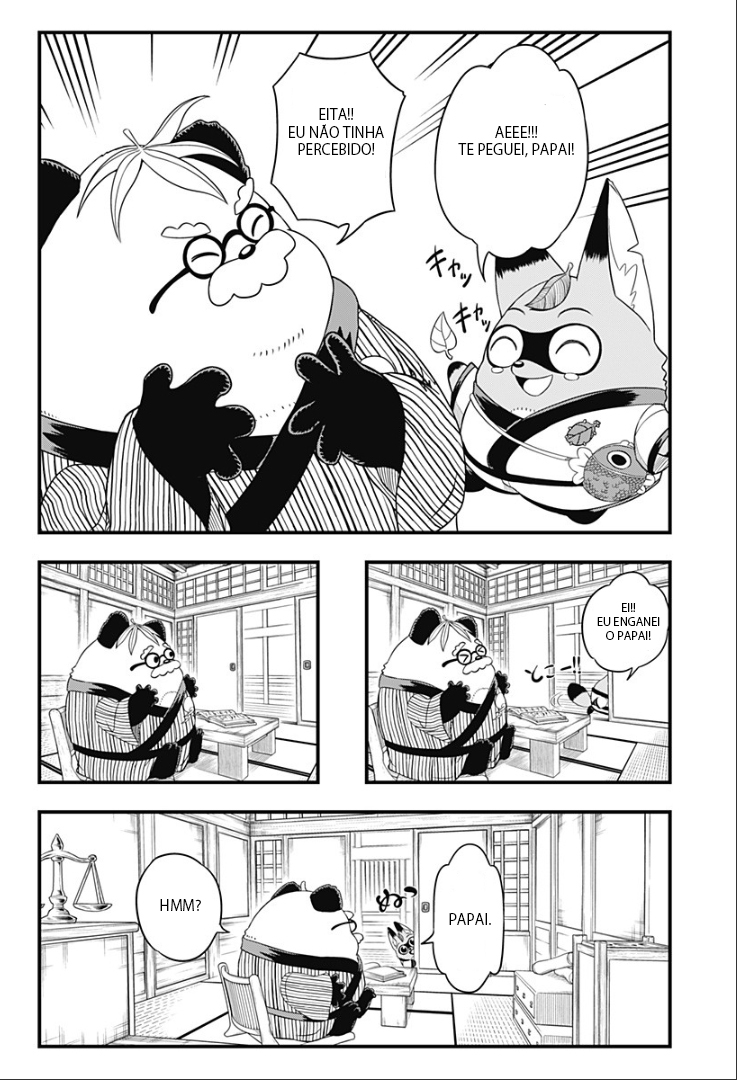 AEEE!!!
TE PEGUEI, PAPAI!
EITA!!
EU NÃO TINHA
PERCEBIDO!
キャッ
キャッ
EI!!
EU ENGANEI
O PAPAI!
とこー!!
PAPAI.
ぬっ
HMM?